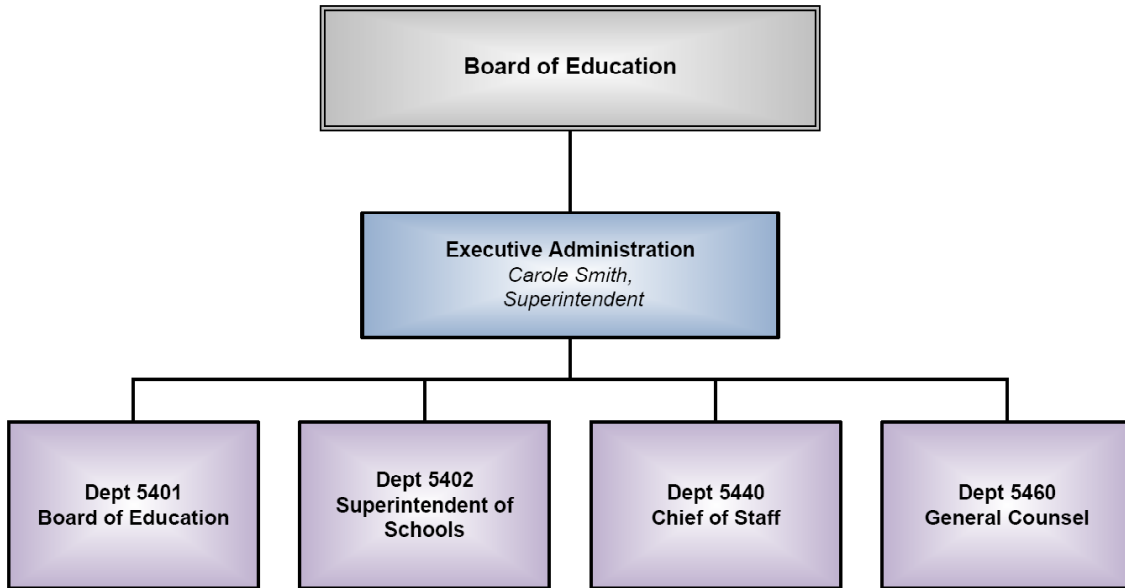 Board of Education
Executive Administration
Carole Smith,
Superintendent
Dept 5401
Board of Education
Dept 5402
Superintendent of
Schools
Dept 5440
Chief of Staff
Dept 5460
General Counsel